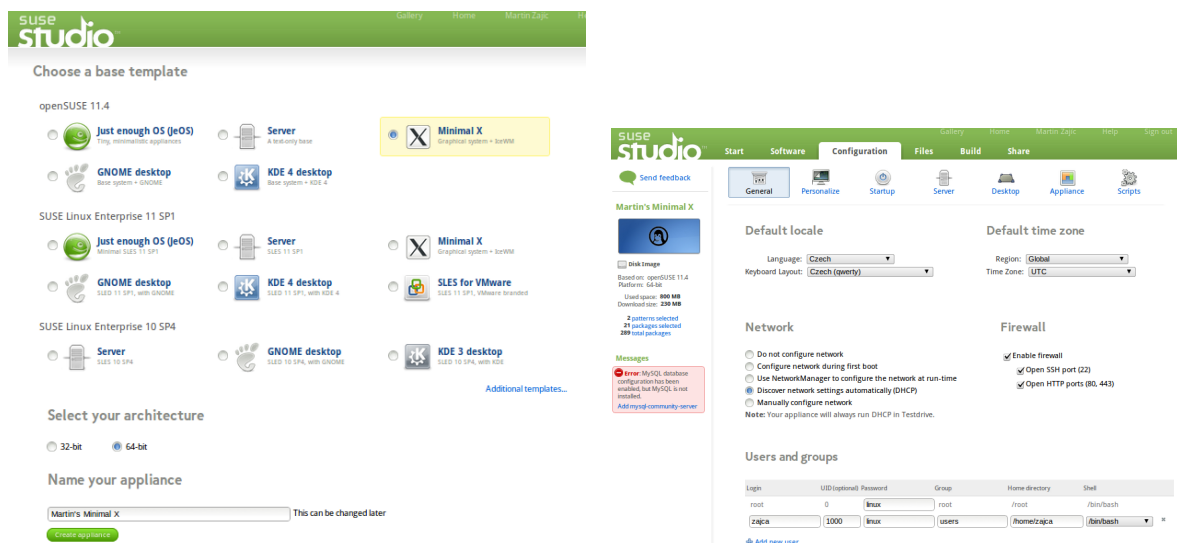 suse
studio
Gallery Home Martin Zajic
Choose a base template
openSUSE 11.4
Just enough OS (JeOS)
Tiny, minimalistic appliances
Server
A text-only base
Minimal X
Graphical system + IceWM
GNOME desktop
Base system + GNOME
KDE 4 desktop
Base system + KDE 4
SUSE Linux Enterprise 11 SP1
Just enough OS (JeOS)
Minimal SLES 11 SP1
Server
SLES 11 SP1
Minimal X
Graphical system + IceWM
GNOME desktop
SLED 11 SP1, with GNOME
KDE 4 desktop
SLED 11 SP1, with KDE 4
SLES for VMware
SLES 11 SP1, VMware branded
SUSE Linux Enterprise 10 SP4
Server
SLES 10 SP4
GNOME desktop
SLED 10 SP4, with GNOME
KDE 3 desktop
SLED 10 SP4, with KDE
Additional templates...
Select your architecture
32-bit 64-bit
Name your appliance
Martin's Minimal X This can be changed later
Create appliance
suse
studio
Gallery Home Martin Zajic Help Sign out
Start Software Configuration Files Build Share
Send feedback
General Personalize Startup Server Desktop Appliance Scripts
Martin's Minimal X
Disk Image
Based on: openSUSE 11.4
Platform: 64-bit
Used space: 800 MB
Download size: 230 MB
2 patterns selected
21 packages selected
289 total packages
Messages
Error: MySQL database
configuration has been
enabled, but MySQL is not
installed.
Add mysql-community-server
Default locale
Language: Czech
Keyboard Layout: Czech (qwerty)
Default time zone
Region: Global
Time Zone: UTC
Network
Do not configure network
Configure network during first boot
Use NetworkManager to configure the network at run-time
Discover network settings automatically (DHCP)
Manually configure network
Note: Your appliance will always run DHCP in Testdrive.
Firewall
Enable firewall
Open SSH port (22)
Open HTTP ports (80, 443)
Users and groups
Login UID (optional) Password Group Home directory Shell
root 0 linux root /root /bin/bash
zajca 1000 linux users /home/zajca /bin/bash
Add new user